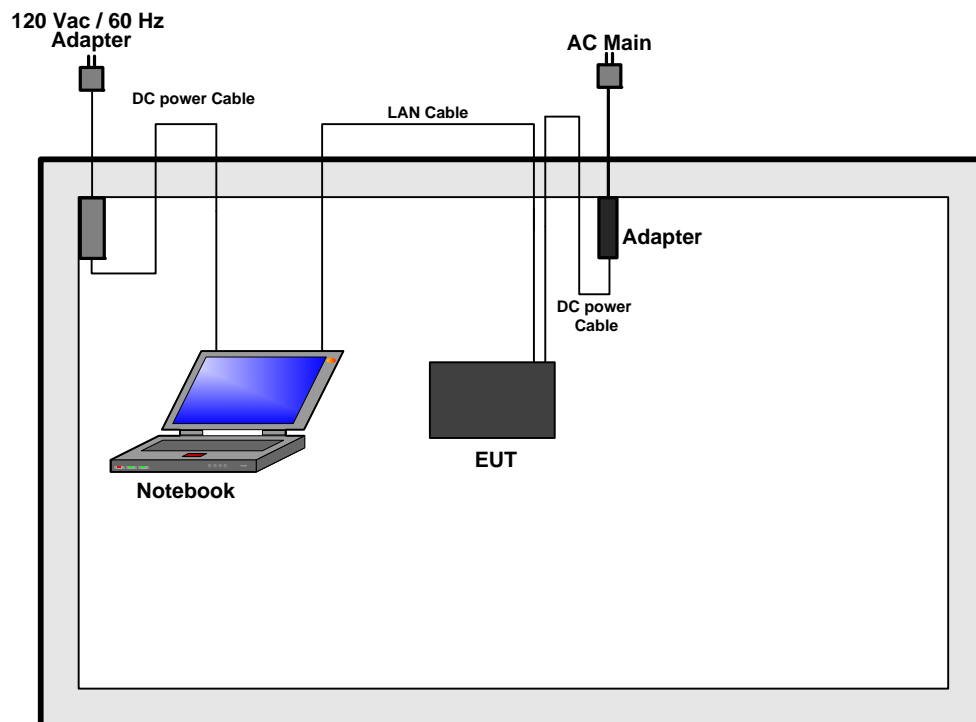 120 Vac / 60 Hz
Adapter
AC Main
DC power Cable
LAN Cable
Adapter
DC power
Cable
EUT
Notebook